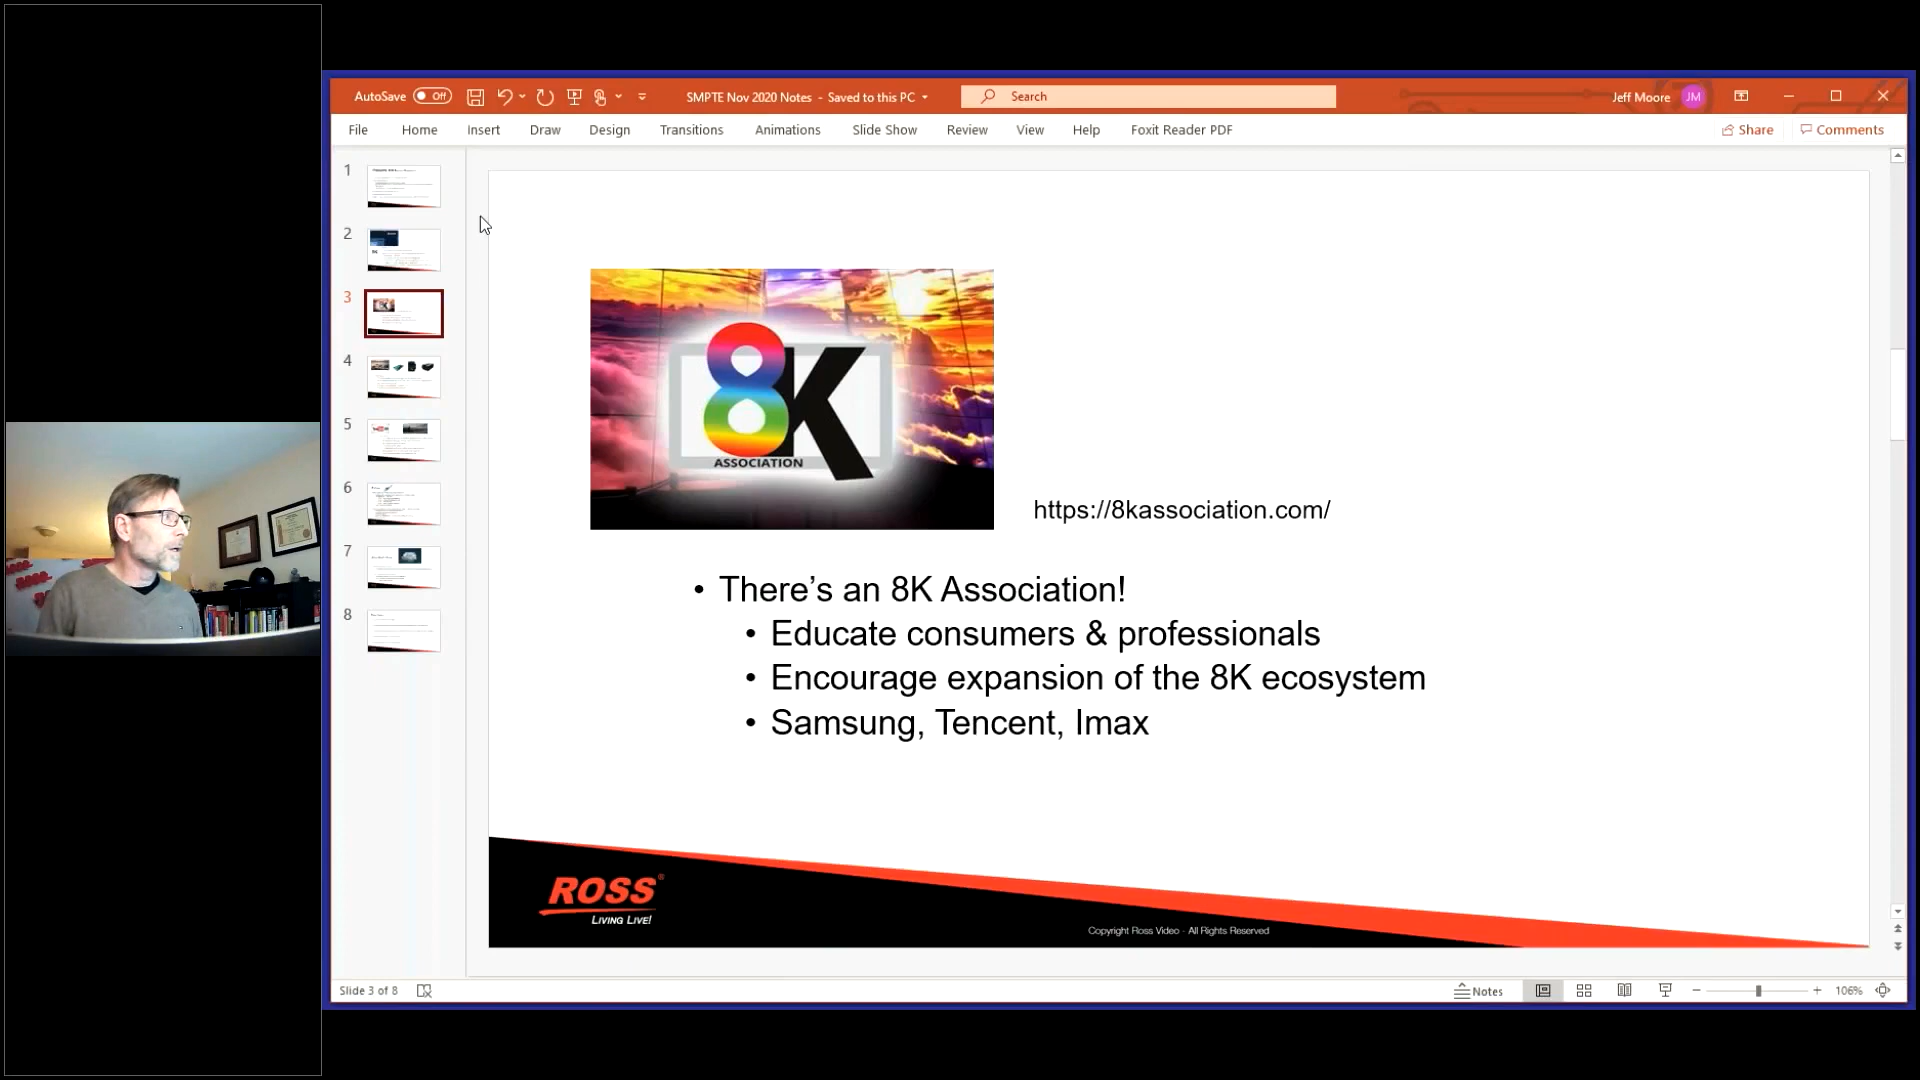 AutoSave Off
SMPTE Nov 2020 Notes - Saved to this PC
Search
Jeff Moore JM
File Home Insert Draw Design Transitions Animations Slide Show Review View Help Foxit Reader PDF
Share Comments
1
2
3
4
5
6
7
8
8K
ASSOCIATION
https://8kassociation.com/
• There’s an 8K Association!
• Educate consumers & professionals
• Encourage expansion of the 8K ecosystem
• Samsung, Tencent, Imax
ROSS®
LIVING LIVE!
Copyright Ross Video - All Rights Reserved
Slide 3 of 8
Notes
106%